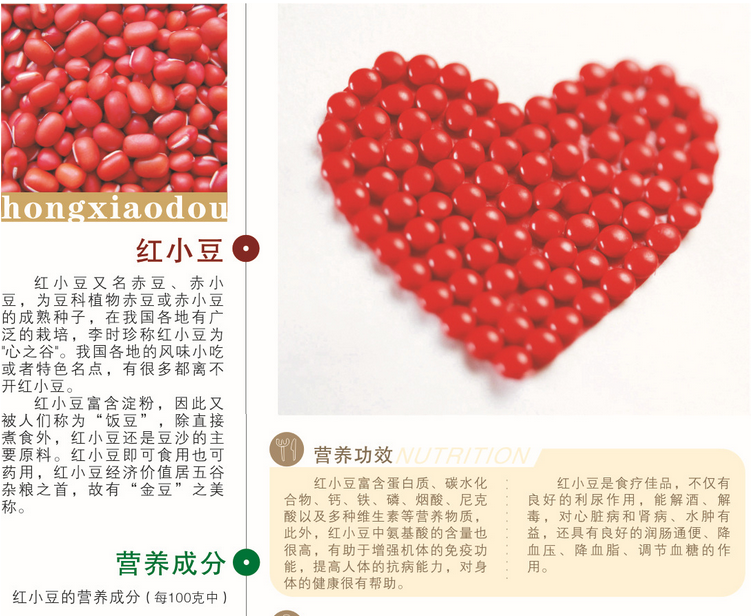 hongxiaodou
红小豆
红小豆又名赤豆、赤小
豆，为豆科植物赤豆或赤小豆
的成熟种子，在我国各地有广
泛的栽培，李时珍称红小豆为
"心之谷"。我国各地的风味小吃
或者特色名点，有很多都离不
开红小豆。
红小豆富含淀粉，因此又
被人们称为“饭豆”，除直接
煮食外，红小豆还是豆沙的主
要原料。红小豆即可食用也可
药用，红小豆经济价值居五谷
杂粮之首，故有“金豆”之美
称。
营养成分
红小豆的营养成分（每100克中）
营养功效 NUTRITION
红小豆富含蛋白质、碳水化
合物、钙、铁、磷、烟酸、尼克
酸以及多种维生素等营养物质，
此外，红小豆中氨基酸的含量也
很高，有助于增强机体的免疫功
能，提高人体的抗病能力，对身
体的健康很有帮助。
红小豆是食疗佳品，不仅有
良好的利尿作用，能解酒、解
毒，对心脏病和肾病、水肿有
益，还具有良好的润肠通便、降
血压、降血脂、调节血糖的作
用。